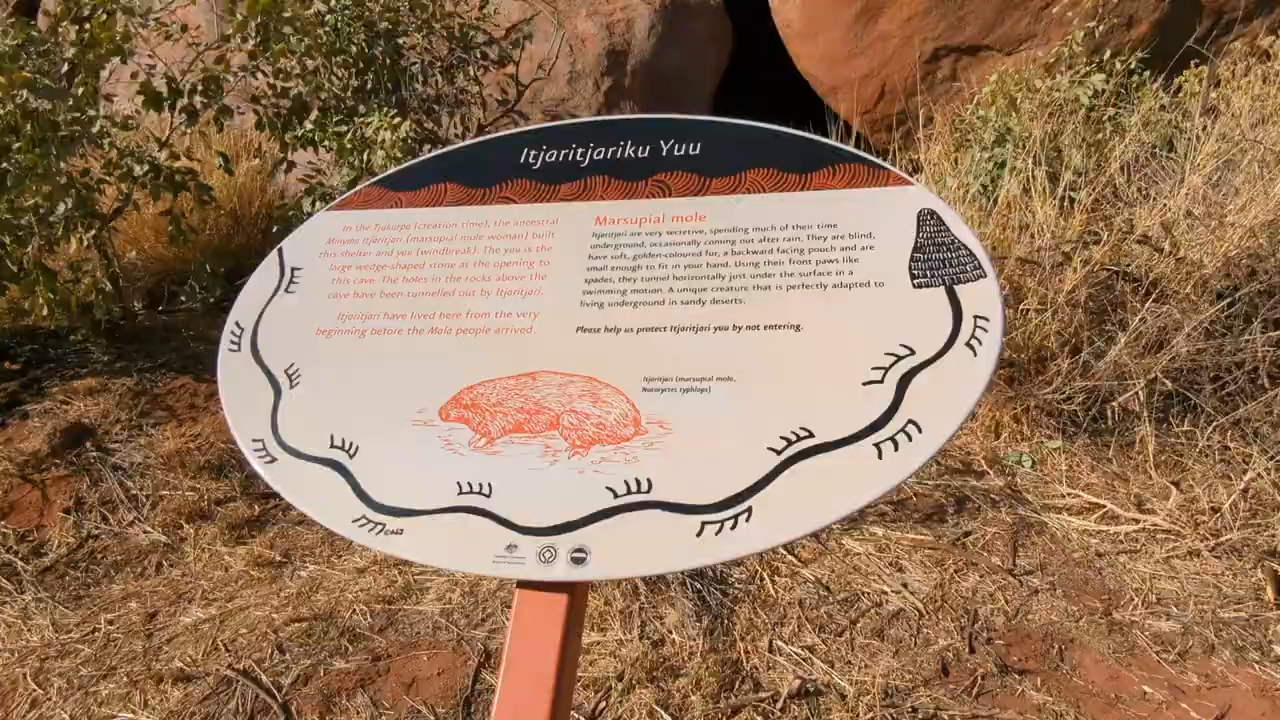 Itjaritjariku Yuu
In the Tjukurpa (creation time), the ancestral
Minyma Itjaritjari (marsupial mole woman) built
this shelter and yuu (windbreak). The yuu is the
large wedge-shaped stone at the opening to
this cave. The holes in the rocks above the
cave have been tunnelled out by Itjaritjari.
Itjaritjari have lived here from the very
beginning before the Mala people arrived.
Marsupial mole
Itjaritjari are very secretive, spending much of their time
underground, occasionally coming out after rain. They are blind,
have soft, golden-coloured fur, a backward facing pouch and are
small enough to fit in your hand. Using their front paws like
spades, they tunnel horizontally just under the surface in a
swimming motion. A unique creature that is perfectly adapted to
living underground in sandy deserts.
Please help us protect Itjaritjari yuu by not entering.
Itjaritjari (marsupial mole,
Notoryctes typhlops)